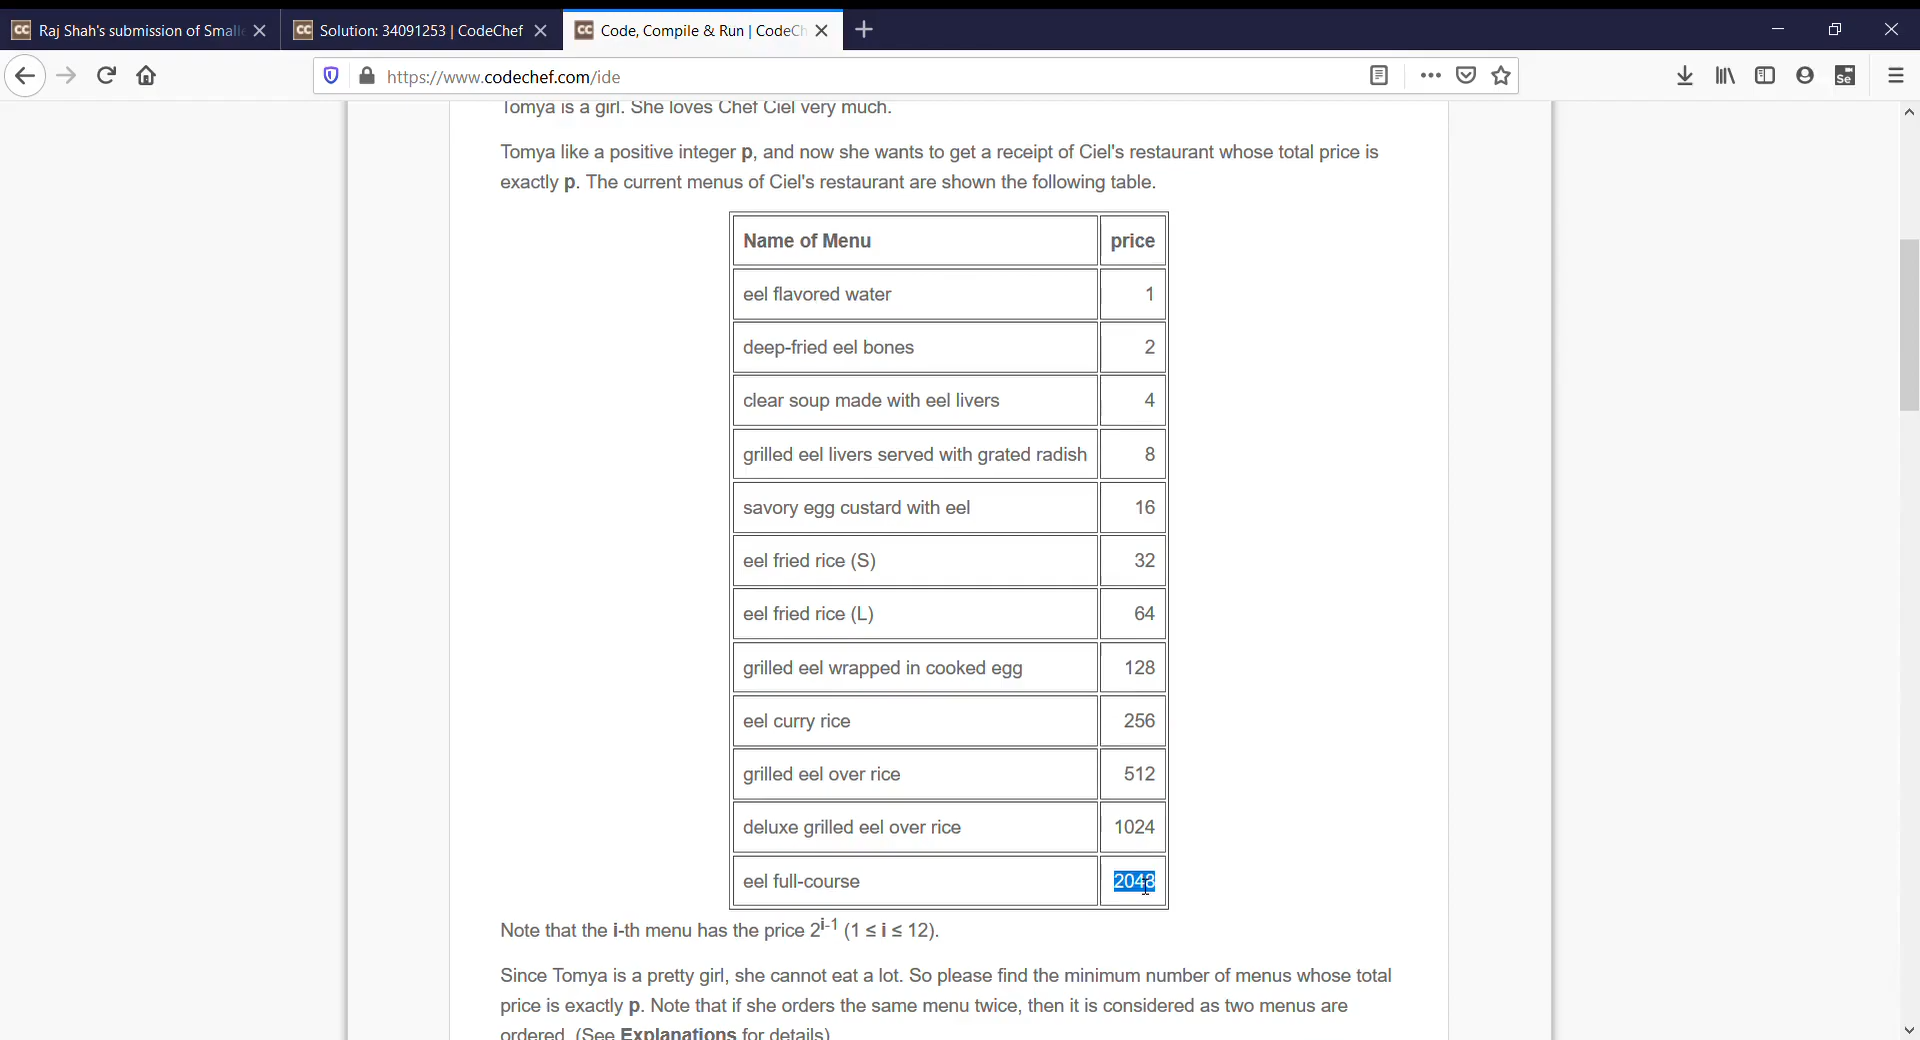 CC Raj Shah's submission of Small
CC Solution: 34091253 | CodeChef
CC Code, Compile & Run | CodeCh
https://www.codechef.com/ide
Se
Tomya is a girl. She loves Chef Ciel very much.
Tomya like a positive integer p, and now she wants to get a receipt of Ciel's restaurant whose total price is
exactly p. The current menus of Ciel's restaurant are shown the following table.
Name of Menu price
eel flavored water 1
deep-fried eel bones 2
clear soup made with eel livers 4
grilled eel livers served with grated radish 8
savory egg custard with eel 16
eel fried rice (S) 32
eel fried rice (L) 64
grilled eel wrapped in cooked egg 128
eel curry rice 256
grilled eel over rice 512
deluxe grilled eel over rice 1024
eel full-course 2048
Note that the i-th menu has the price 2^i-1 (1 ≤ i ≤ 12).
Since Tomya is a pretty girl, she cannot eat a lot. So please find the minimum number of menus whose total
price is exactly p. Note that if she orders the same menu twice, then it is considered as two menus are
ordered. (See Explanations for details)